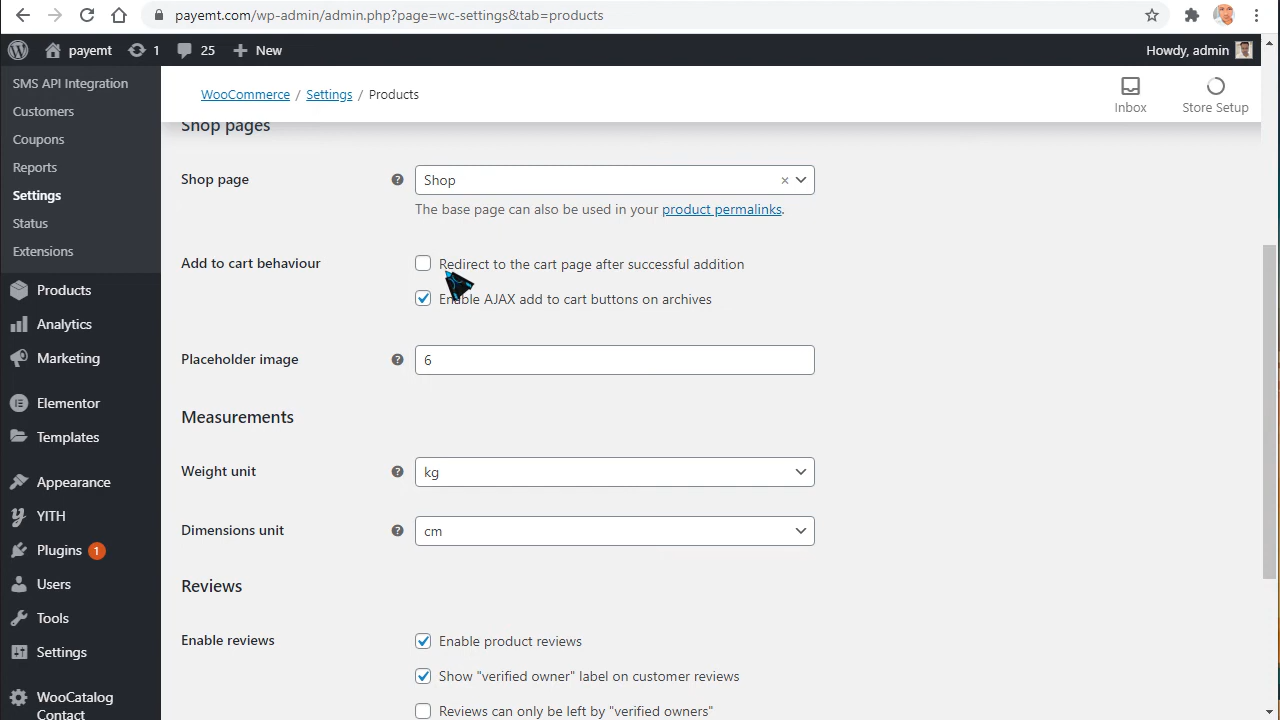 payemt.com/wp-admin/admin.php?page=wc-settings&tab=products
payemt
1
25
New
Howdy, admin
SMS API Integration
Customers
Coupons
Reports
Settings
Status
Extensions
Products
Analytics
Marketing
Elementor
Templates
Appearance
YITH
Plugins 1
Users
Tools
Settings
WooCatalog
Contact
WooCommerce / Settings / Products
Inbox
Store Setup
Shop pages
Shop page
Shop
The base page can also be used in your product permalinks.
Add to cart behaviour
Redirect to the cart page after successful addition
Enable AJAX add to cart buttons on archives
Placeholder image
6
Measurements
Weight unit
kg
Dimensions unit
cm
Reviews
Enable reviews
Enable product reviews
Show "verified owner" label on customer reviews
Reviews can only be left by "verified owners"